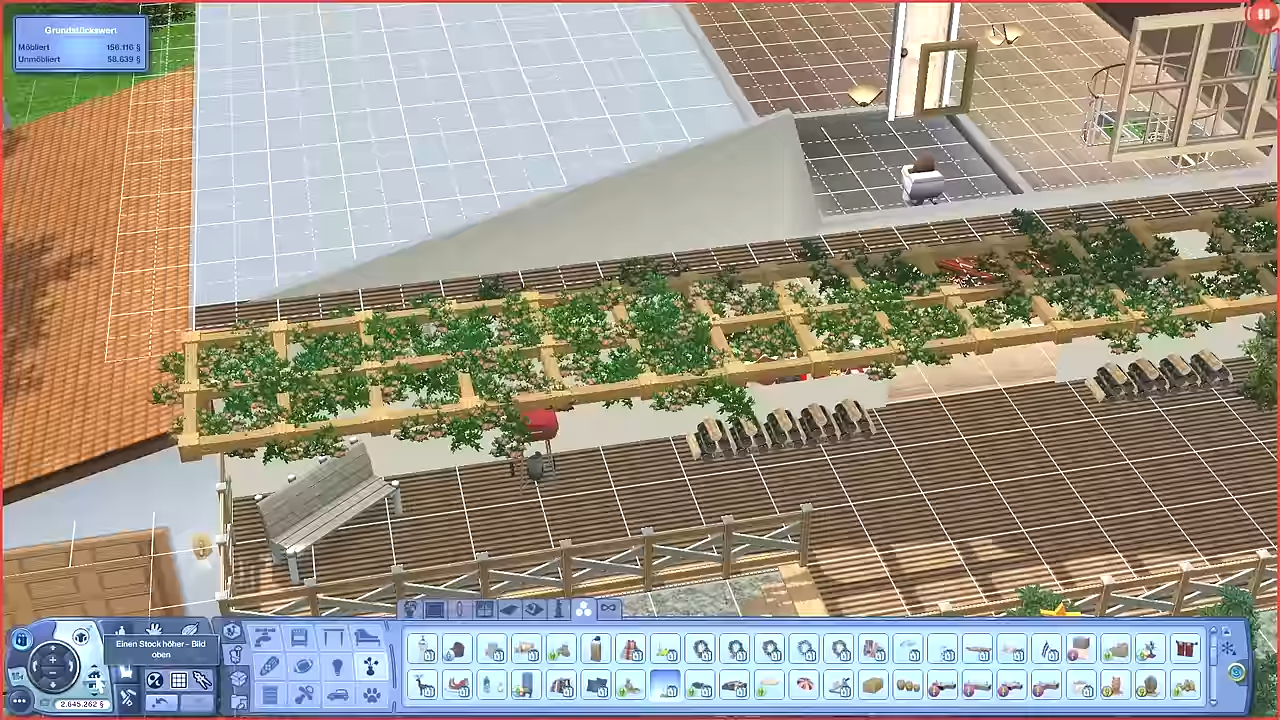 Grundstückswert
Möbliert 156.116 §
Unmöbliert 58.639 §
Einen Stock höher - Bild
oben
2.645.262 §